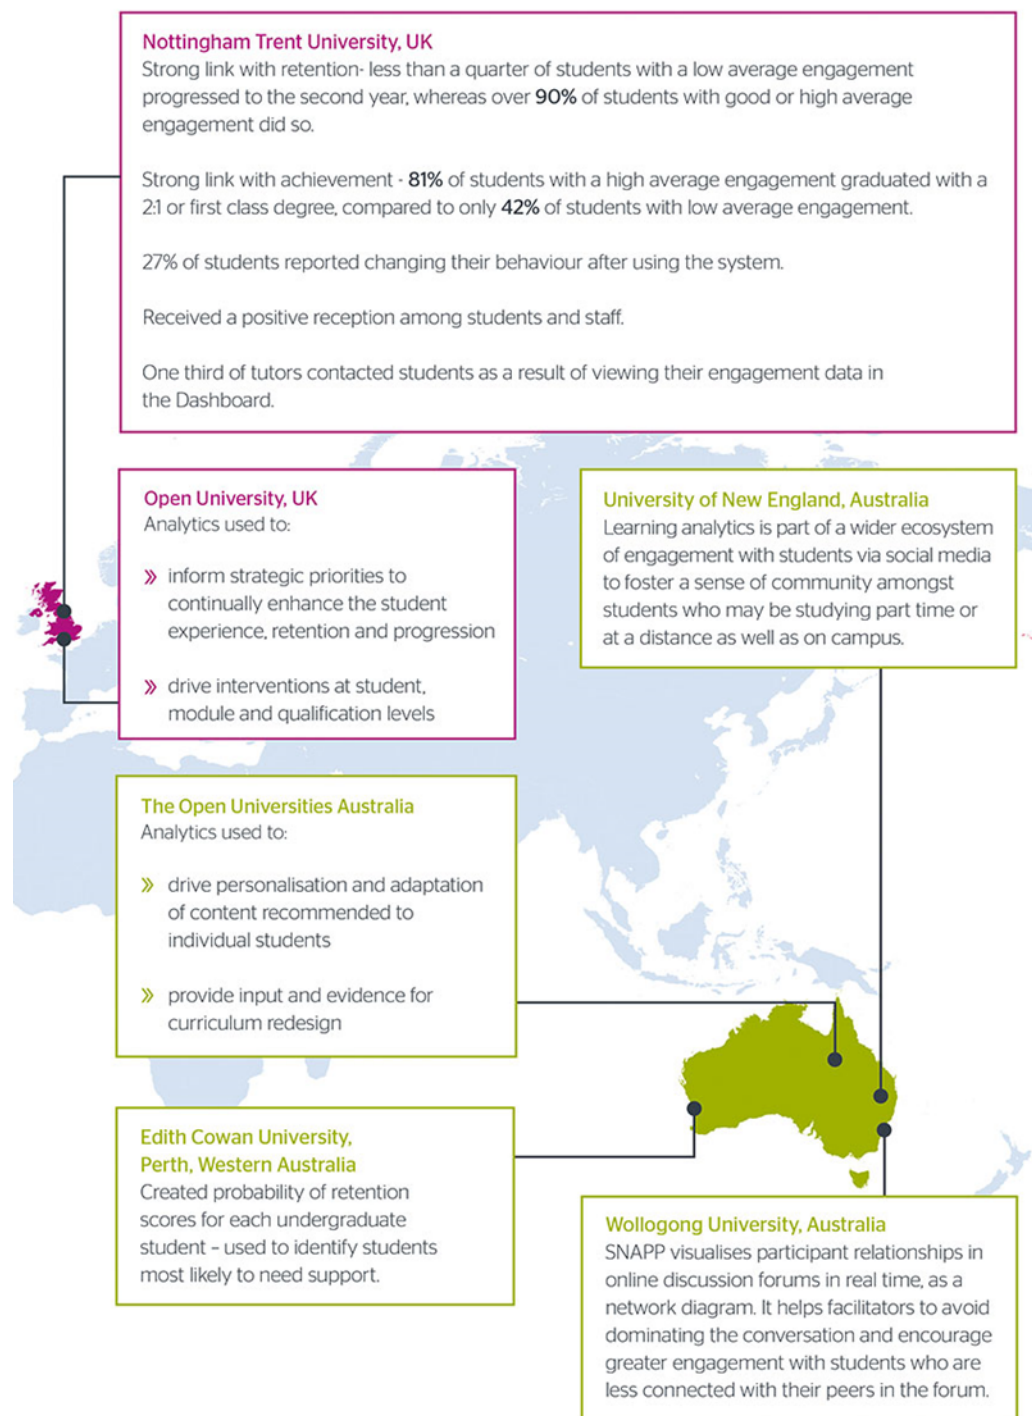 Nottingham Trent University, UK
Strong link with retention- less than a quarter of students with a low average engagement
progressed to the second year, whereas over 90% of students with good or high average
engagement did so.
Strong link with achievement - 81% of students with a high average engagement graduated with a
2:1 or first class degree, compared to only 42% of students with low average engagement.
27% of students reported changing their behaviour after using the system.
Received a positive reception among students and staff.
One third of tutors contacted students as a result of viewing their engagement data in
the Dashboard.
Open University, UK
Analytics used to:
» inform strategic priorities to
continually enhance the student
experience, retention and progression
» drive interventions at student,
module and qualification levels
University of New England, Australia
Learning analytics is part of a wider ecosystem
of engagement with students via social media
to foster a sense of community amongst
students who may be studying part time or
at a distance as well as on campus.
The Open Universities Australia
Analytics used to:
» drive personalisation and adaptation
of content recommended to
individual students
» provide input and evidence for
curriculum redesign
Edith Cowan University,
Perth, Western Australia
Created probability of retention
scores for each undergraduate
student – used to identify students
most likely to need support.
Wollogong University, Australia
SNAPP visualises participant relationships in
online discussion forums in real time, as a
network diagram. It helps facilitators to avoid
dominating the conversation and encourage
greater engagement with students who are
less connected with their peers in the forum.